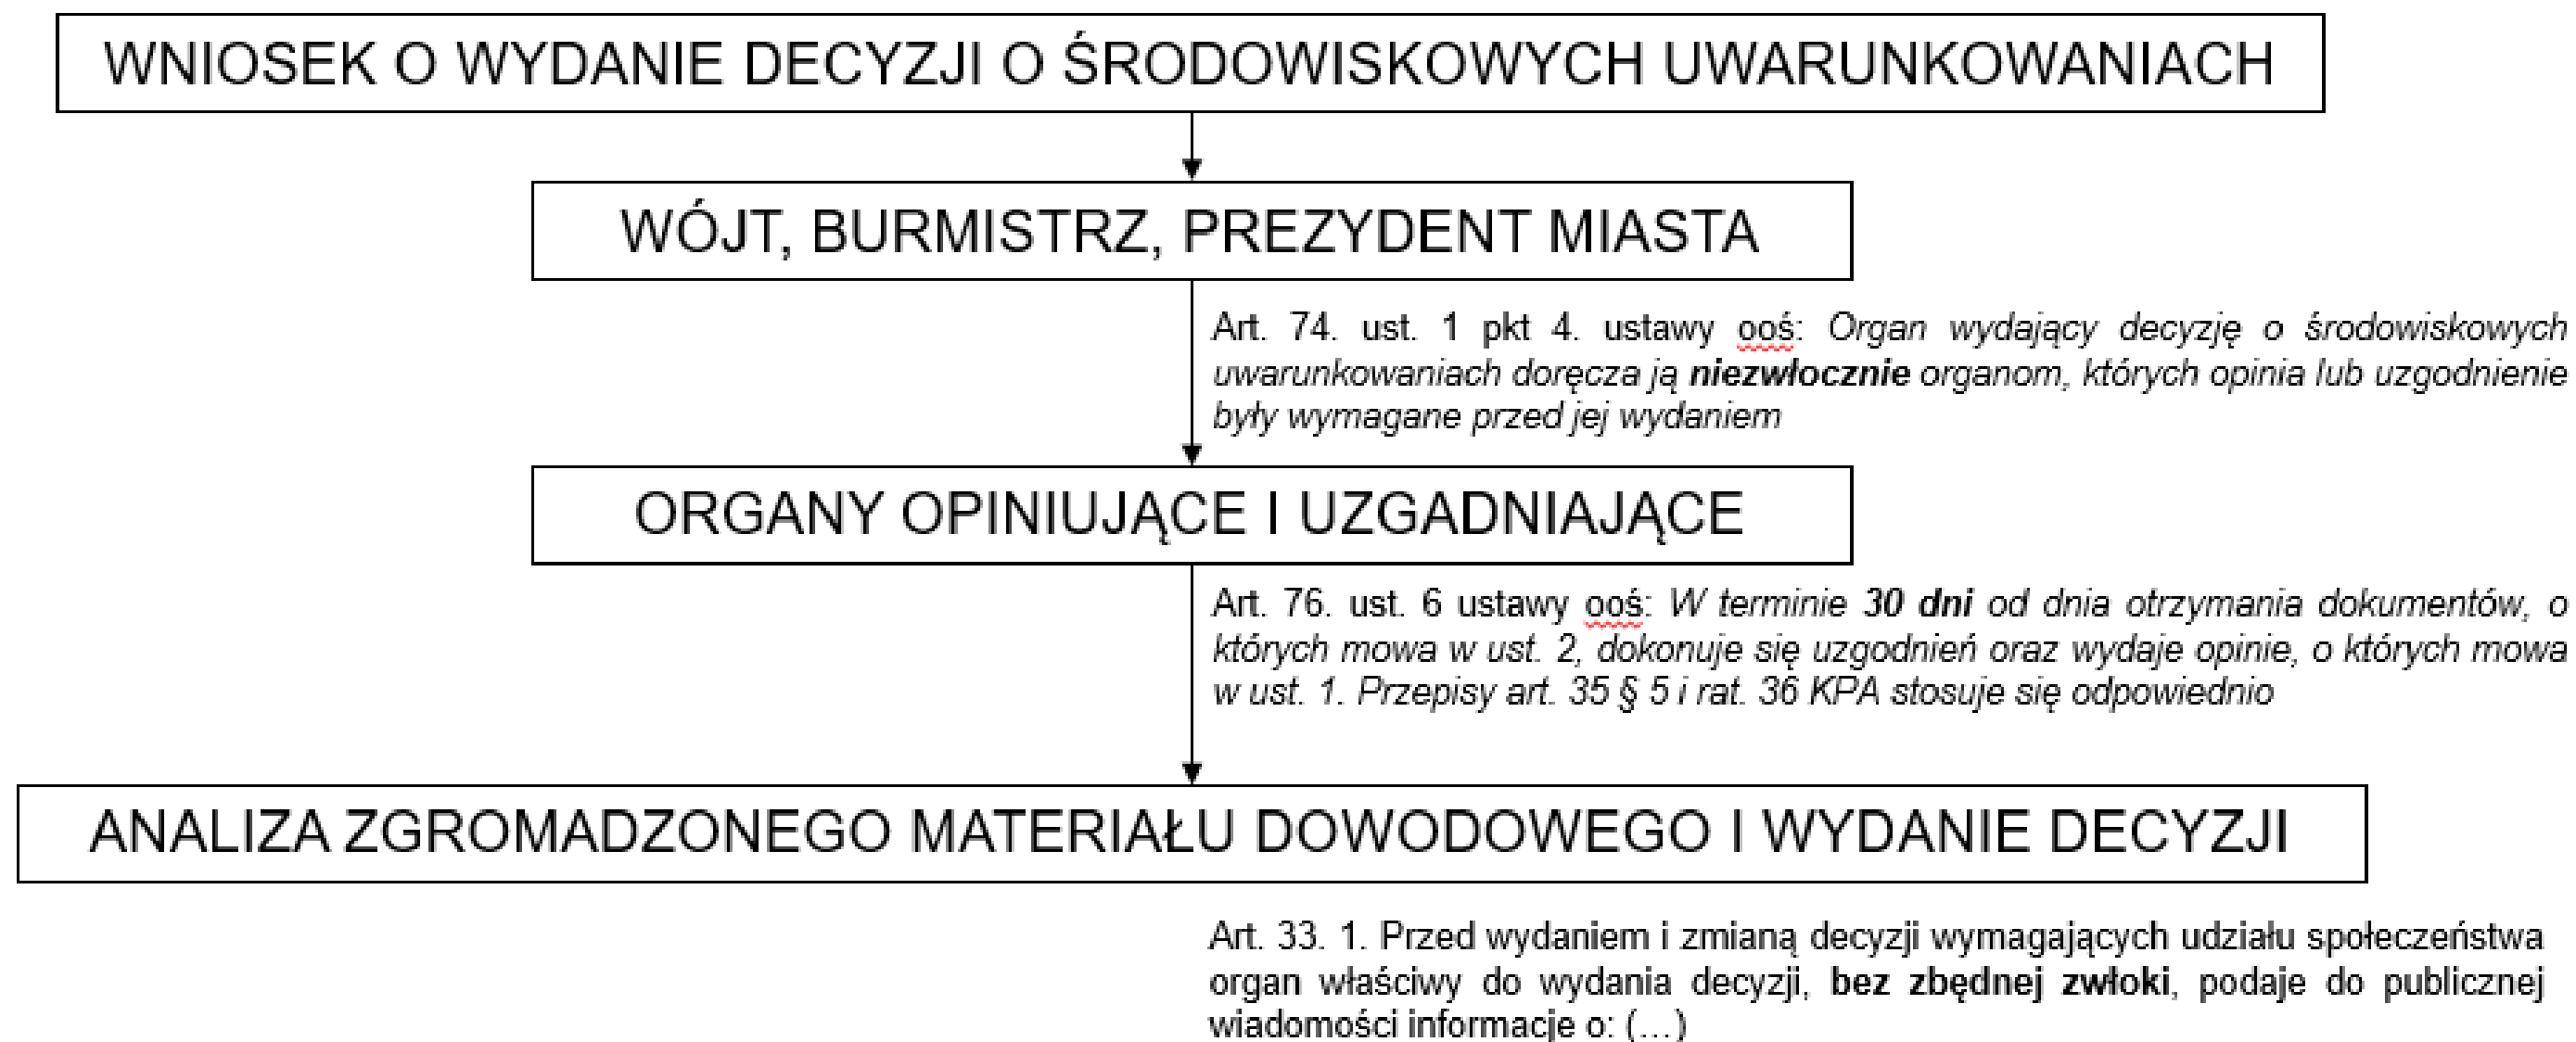 WNIOSEK O WYDANIE DECYZJI O ŚRODOWISKOWYCH UWARUNKOWANIACH
WÓJT, BURMISTRZ, PREZYDENT MIASTA
Art. 74. ust. 1 pkt 4. ustawy ooś: Organ wydający decyzję o środowiskowych
uwarunkowaniach doręcza ją niezwłocznie organom, których opinia lub uzgodnienie
były wymagane przed jej wydaniem
ORGANY OPINIUJĄCE I UZGADNIAJĄCE
Art. 76. ust. 6 ustawy ooś: W terminie 30 dni od dnia otrzymania dokumentów, o
których mowa w ust. 2, dokonuje się uzgodnień oraz wydaje opinie, o których mowa
w ust. 1. Przepisy art. 35 § 5 i rat. 36 KPA stosuje się odpowiednio
ANALIZA ZGROMADZONEGO MATERIAŁU DOWODOWEGO I WYDANIE DECYZJI
Art. 33. 1. Przed wydaniem i zmianą decyzji wymagających udziału społeczeństwa
organ właściwy do wydania decyzji, bez zbędnej zwłoki, podaje do publicznej
wiadomości informacje o: (...)